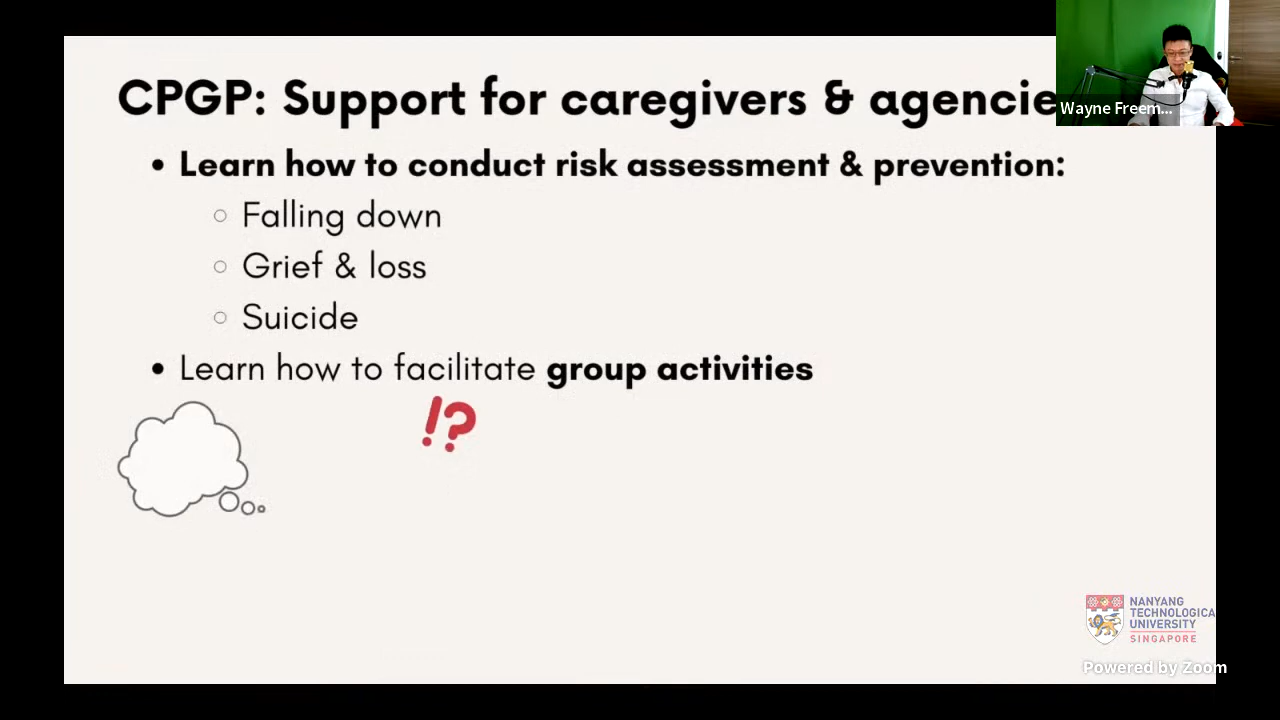 CPGP: Support for caregivers & agencie
Wayne Freem...
• Learn how to conduct risk assessment & prevention:
○ Falling down
○ Grief & loss
○ Suicide
• Learn how to facilitate group activities
!?
NANYANG
TECHNOLOGICA
UNIVERSITY
SINGAPORE
Powered by Zoom